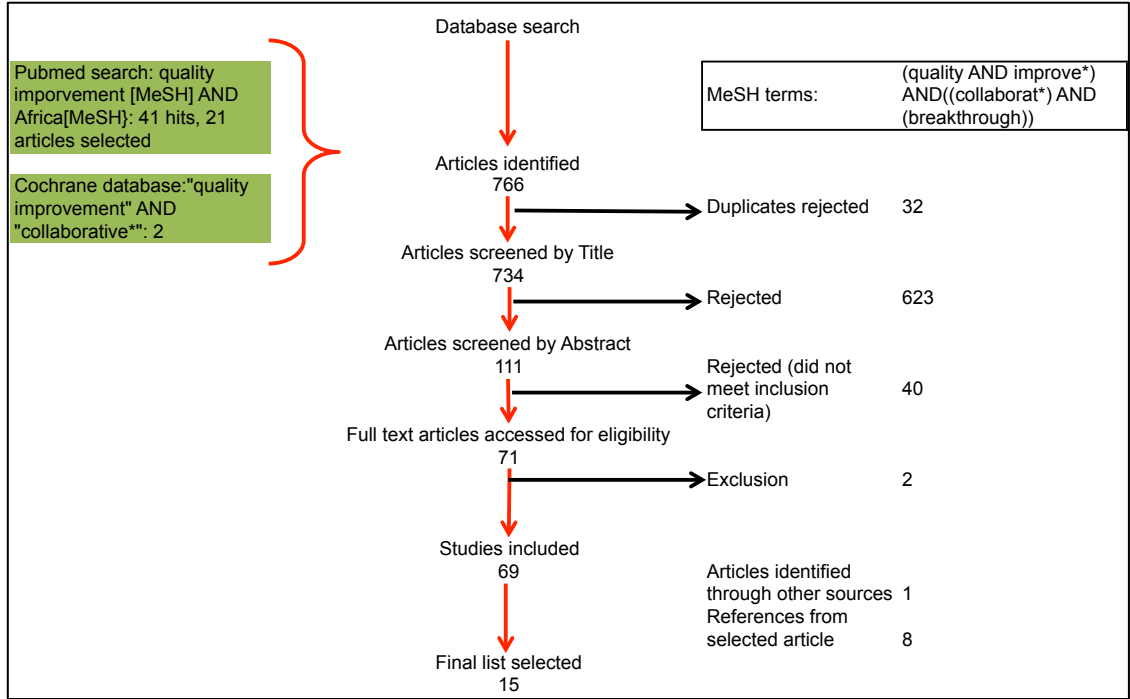 Database search
Pubmed search: quality
imporvement [MeSH] AND
Africa[MeSH}: 41 hits, 21
articles selected
Cochrane database:"quality
improvement" AND
"collaborative*": 2
MeSH terms:
(quality AND improve*)
AND((collaborat*) AND
(breakthrough))
Articles identified
766
Duplicates rejected 32
Articles screened by Title
734
Rejected 623
Articles screened by Abstract
111
Rejected (did not
meet inclusion 40
criteria)
Full text articles accessed for eligibility
71
Exclusion 2
Studies included
69
Articles identified
through other sources 1
References from
selected article 8
Final list selected
15